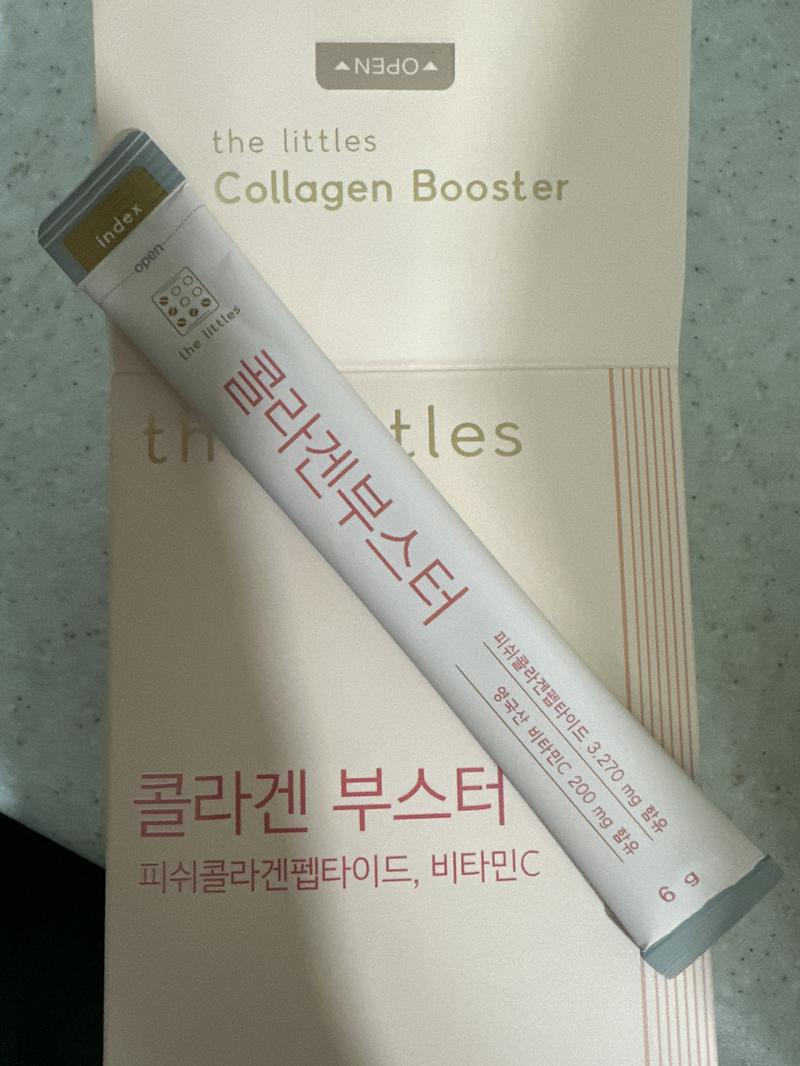 OPEN
the littles
Collagen Booster
index
open
the littles
콜라겐부스터
피쉬콜라겐펩타이드 3,270 mg 함유
영국산 비타민C 200 mg 함유
6 g
콜라겐 부스터
피쉬콜라겐펩타이드, 비타민C